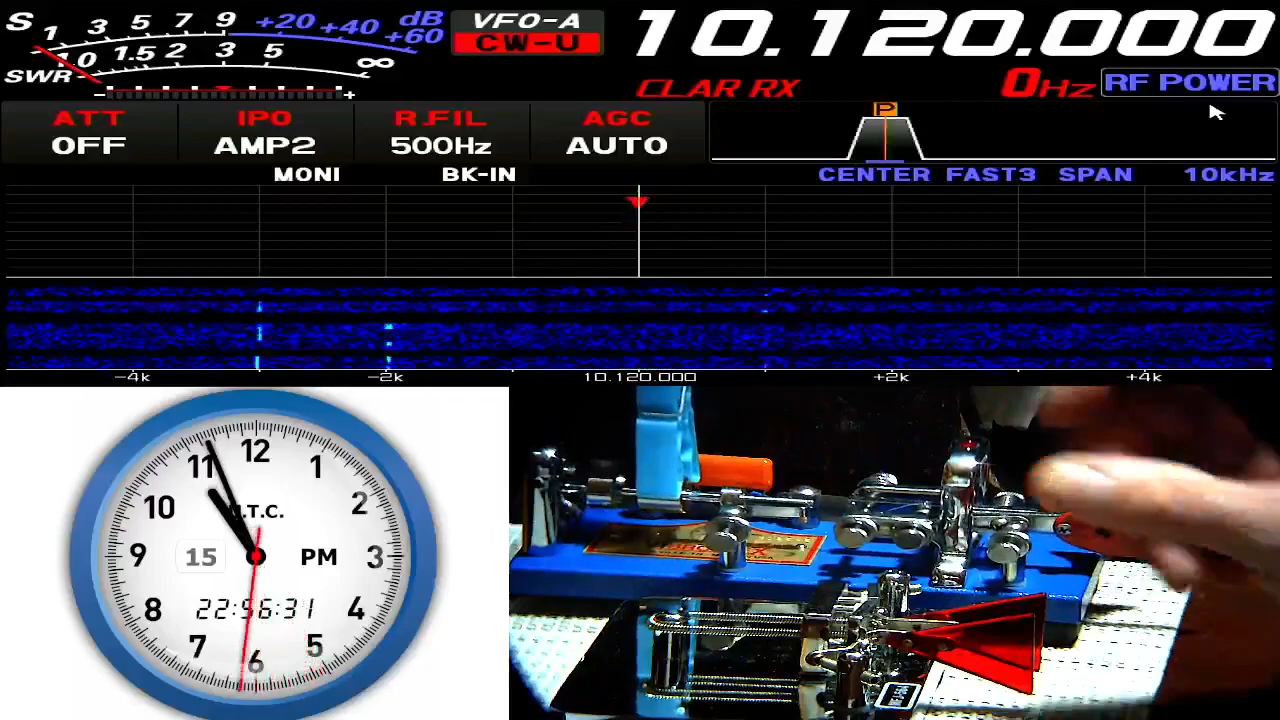 S 1 3 5 7 9 +20 +40 +60 dB
SWR 1.0 1.5 2 3 5 ∞
- +
VFO-A
CW-U
10.120.000
CLAR RX 0Hz RF POWER
ATT IPO R.FIL AGC
OFF AMP2 500Hz AUTO
P
MONI BK-IN CENTER FAST3 SPAN 10kHz
-4k -2k 10.120.000 +2k +4k
12
11 1
10 2
U.T.C.
9 15 PM 3
22:56:31
8 4
7 5
6